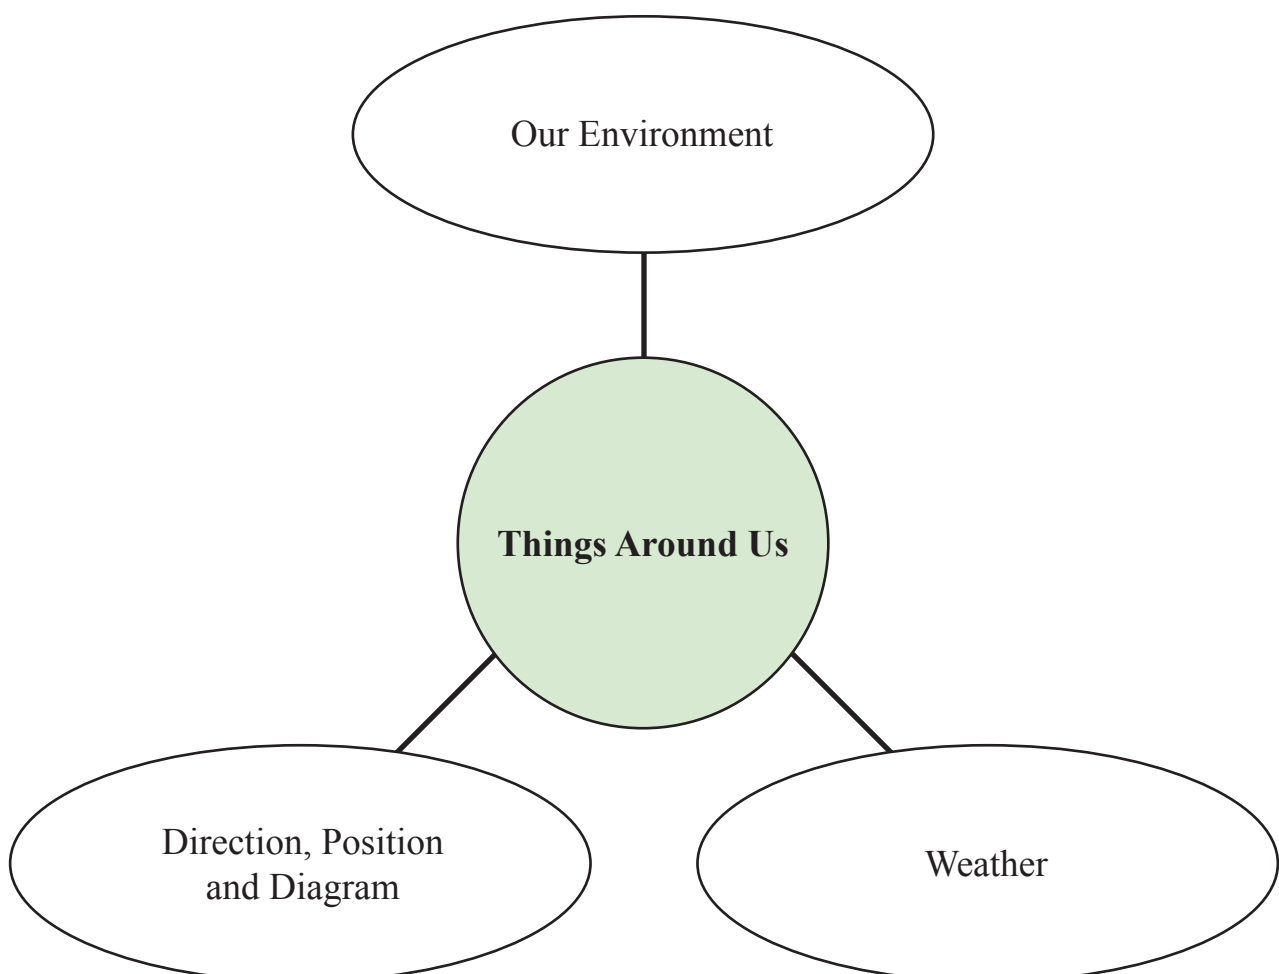 Our Environment
Things Around Us
Direction, Position
and Diagram
Weather